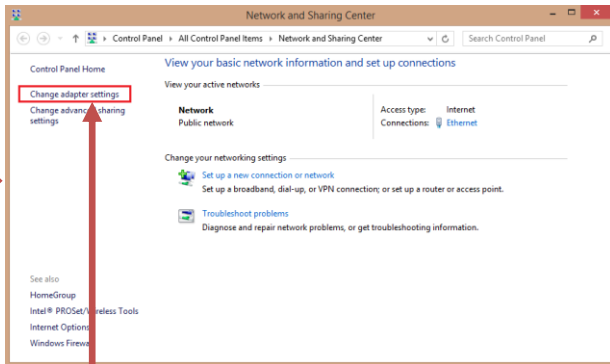 Network and Sharing Center
Control Panel ▸ All Control Panel Items ▸ Network and Sharing Center
Search Control Panel
Control Panel Home
Change adapter settings
Change advanced sharing
settings
View your basic network information and set up connections
View your active networks
Network
Public network
Access type: Internet
Connections: Ethernet
Change your networking settings
Set up a new connection or network
Set up a broadband, dial-up, or VPN connection; or set up a router or access point.
Troubleshoot problems
Diagnose and repair network problems, or get troubleshooting information.
See also
HomeGroup
Intel® PROSet/Wireless Tools
Internet Options
Windows Firewall